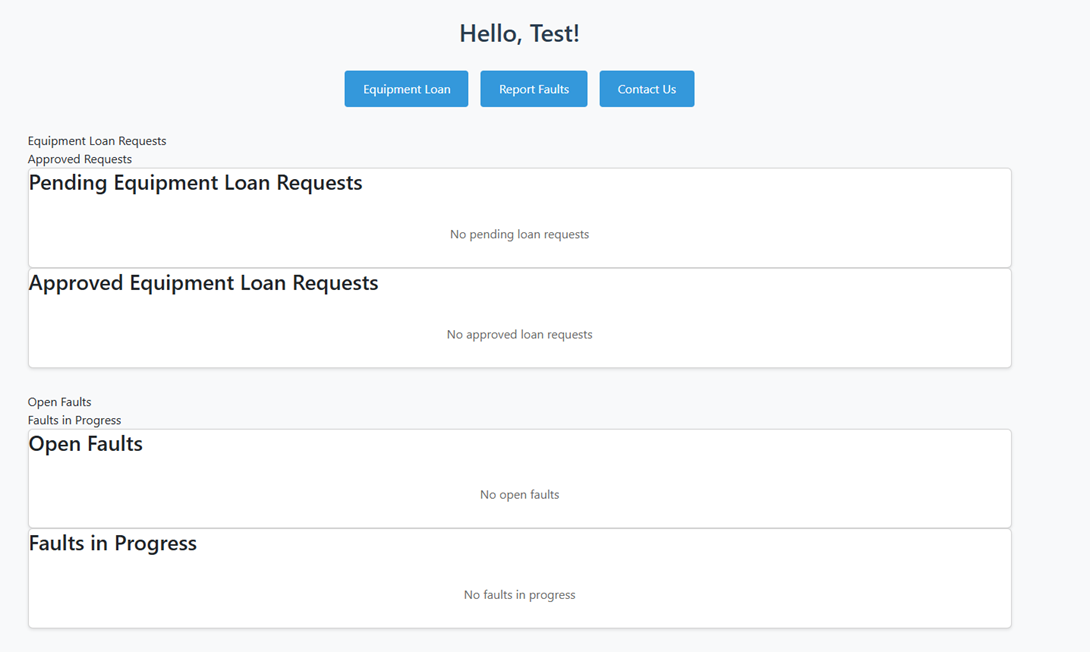 Hello, Test!
Equipment Loan
Report Faults
Contact Us
Equipment Loan Requests
Approved Requests
Pending Equipment Loan Requests
No pending loan requests
Approved Equipment Loan Requests
No approved loan requests
Open Faults
Faults in Progress
Open Faults
No open faults
Faults in Progress
No faults in progress